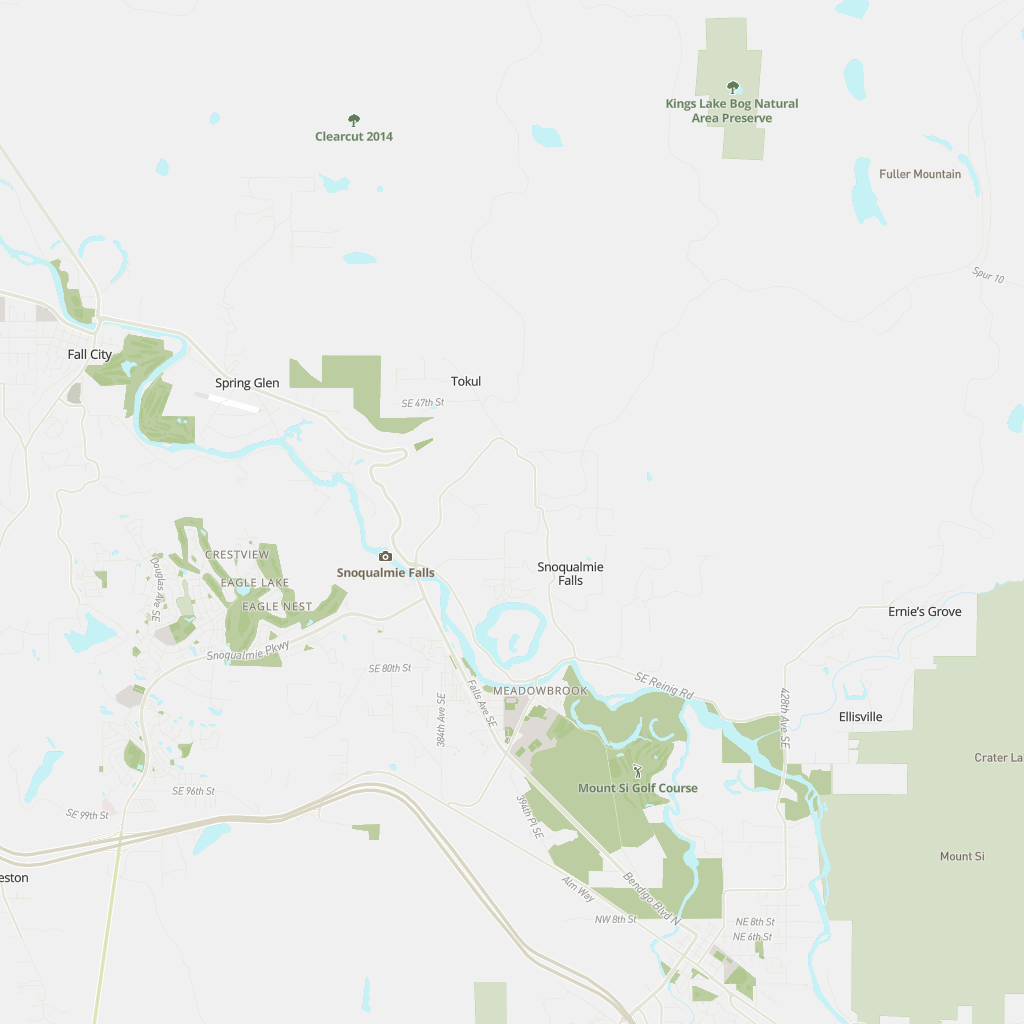 Kings Lake Bog Natural
Area Preserve
Clearcut 2014
Fuller Mountain
Spur 10
Fall City
Spring Glen
Tokul
SE 47th St
CRESTVIEW
Douglas Ave SE
EAGLE LAKE
EAGLE NEST
Snoqualmie Falls
Snoqualmie
Falls
Ernie's Grove
Snoqualmie Pkwy
SE 80th St
SE Reinig Rd
MEADOWBROOK
Falls Ave SE
384th Ave SE
428th Ave SE
Ellisville
Crater La
Mount Si Golf Course
SE 96th St
SE 99th St
394th Pl SE
Mount Si
eston
Alm Way
Bendigo Blvd N
NW 8th St
NE 8th St
NE 6th St